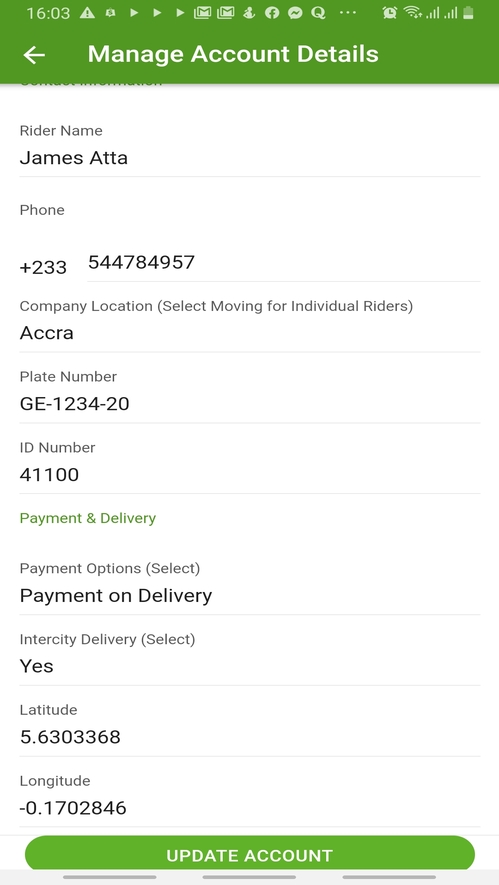 16:03
Manage Account Details
Contact Information
Rider Name
James Atta
Phone
+233 544784957
Company Location (Select Moving for Individual Riders)
Accra
Plate Number
GE-1234-20
ID Number
41100
Payment & Delivery
Payment Options (Select)
Payment on Delivery
Intercity Delivery (Select)
Yes
Latitude
5.6303368
Longitude
-0.1702846
UPDATE ACCOUNT